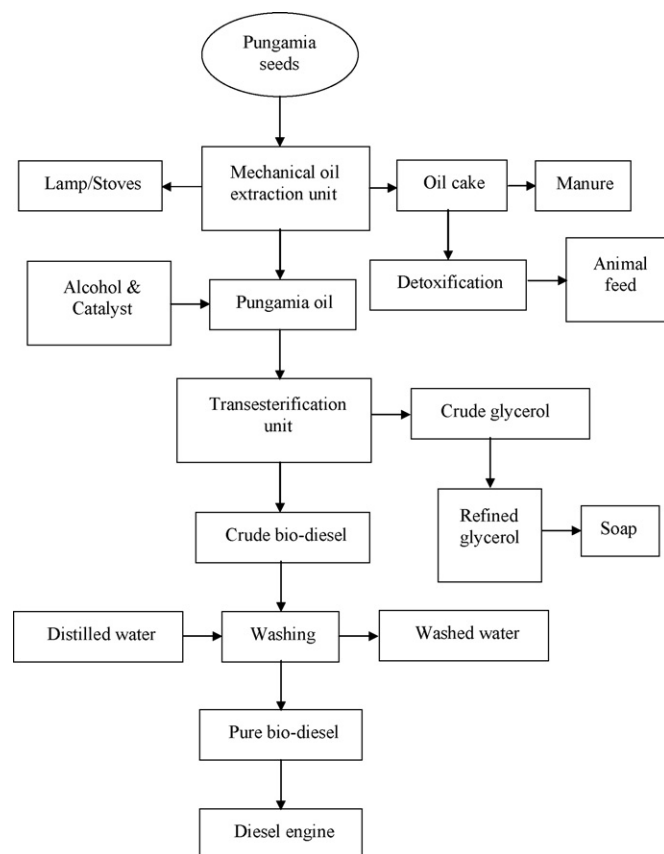 Pungamia
seeds
Lamp/Stoves
Mechanical oil
extraction unit
Oil cake
Manure
Alcohol &
Catalyst
Pungamia oil
Detoxification
Animal
feed
Transesterification
unit
Crude glycerol
Crude bio-diesel
Refined
glycerol
Soap
Distilled water
Washing
Washed water
Pure bio-diesel
Diesel engine